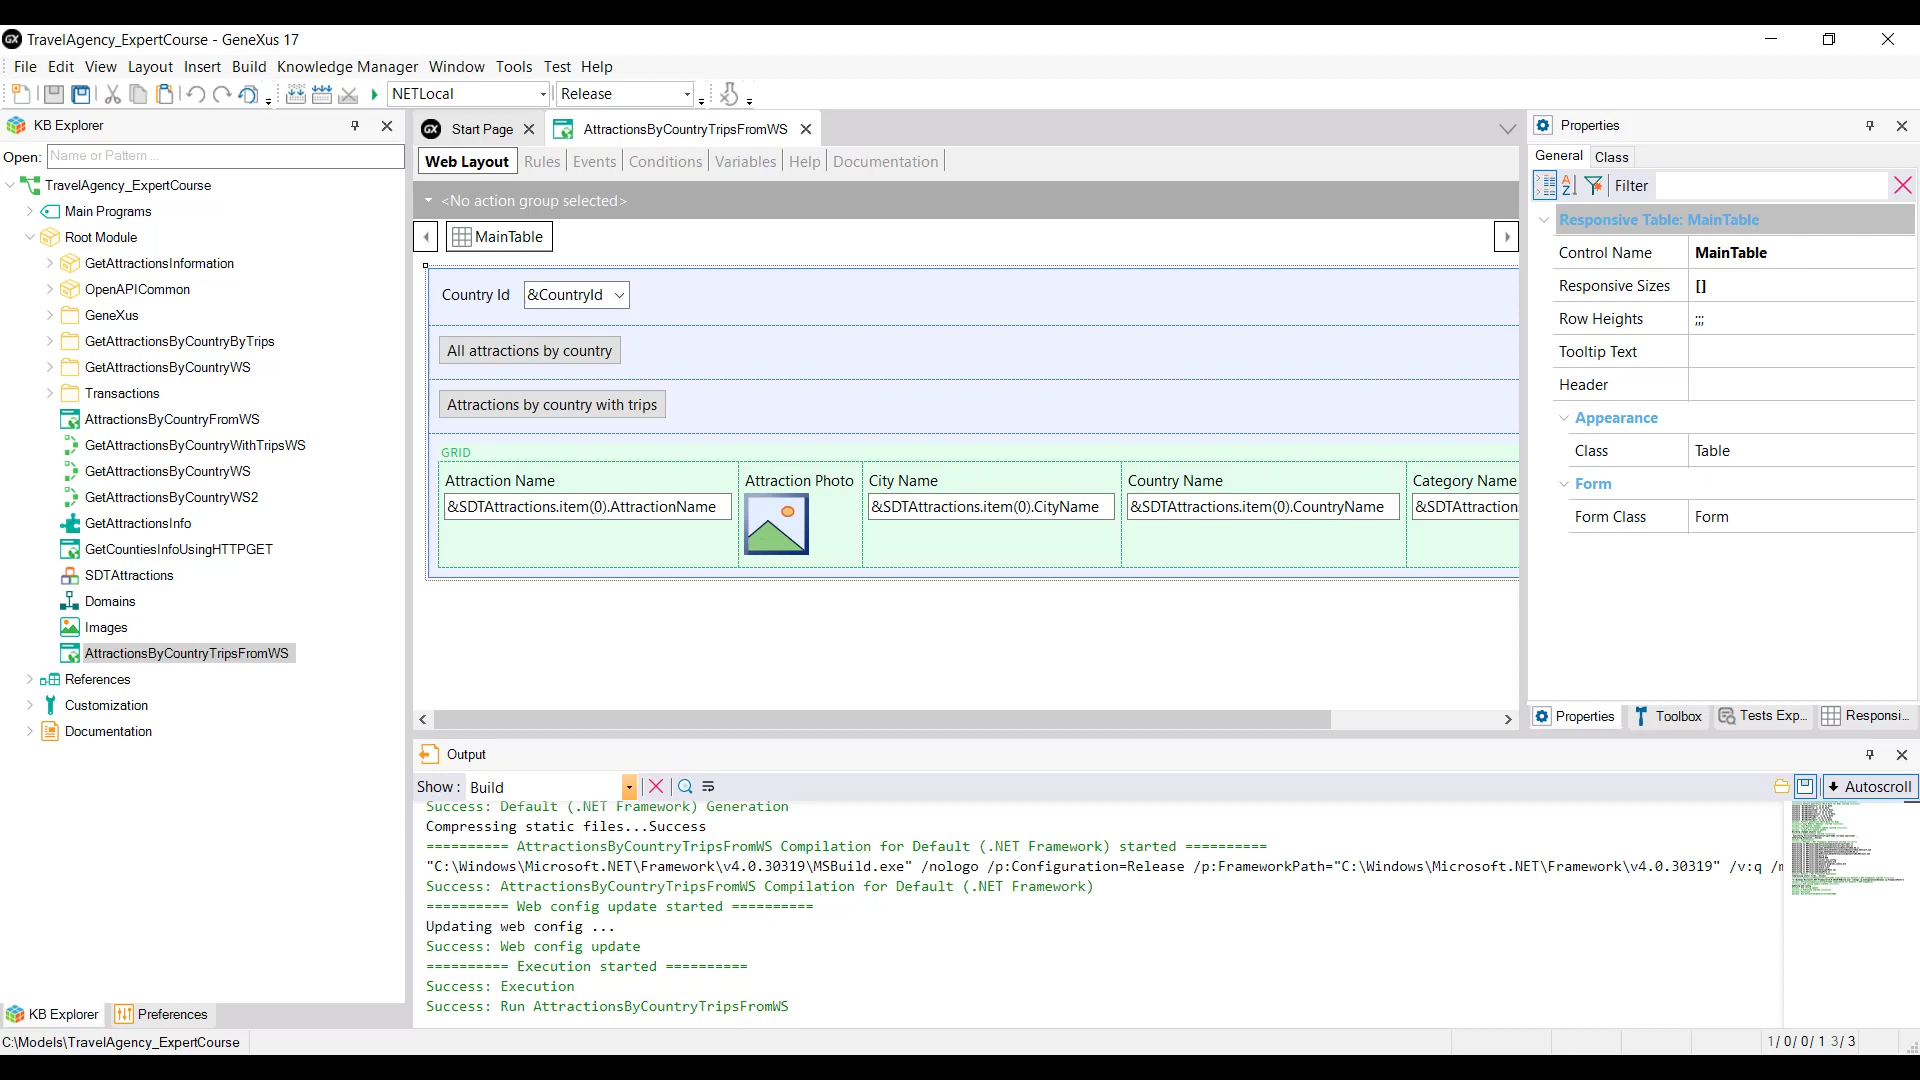 TravelAgency_ExpertCourse - GeneXus 17
File Edit View Layout Insert Build Knowledge Manager Window Tools Test Help
NETLocal Release
KB Explorer
Open: Name or Pattern ...
TravelAgency_ExpertCourse
Main Programs
Root Module
GetAttractionsInformation
OpenAPICommon
GeneXus
GetAttractionsByCountryByTrips
GetAttractionsByCountryWS
Transactions
AttractionsByCountryFromWS
GetAttractionsByCountryWithTripsWS
GetAttractionsByCountryWS
GetAttractionsByCountryWS2
GetAttractionsInfo
GetCountiesInfoUsingHTTPGET
SDTAttractions
Domains
Images
AttractionsByCountryTripsFromWS
References
Customization
Documentation
KB Explorer Preferences
Start Page AttractionsByCountryTripsFromWS
Web Layout Rules Events Conditions Variables Help Documentation
<No action group selected>
MainTable
Country Id &CountryId
All attractions by country
Attractions by country with trips
GRID
Attraction Name Attraction Photo City Name Country Name Category Name
&SDTAttractions.item(0).AttractionName &SDTAttractions.item(0).CityName &SDTAttractions.item(0).CountryName &SDTAttractions
Properties
General Class
Filter
Responsive Table: MainTable
Control Name MainTable
Responsive Sizes []
Row Heights ;;;
Tooltip Text
Header
Appearance
Class Table
Form
Form Class Form
Properties Toolbox Tests Exp... Responsi...
Output
Show : Build
Autoscroll
Success: Default (.NET Framework) Generation
Compressing static files...Success
========== AttractionsByCountryTripsFromWS Compilation for Default (.NET Framework) started ==========
"C:\Windows\Microsoft.NET\Framework\v4.0.30319\MSBuild.exe" /nologo /p:Configuration=Release /p:FrameworkPath="C:\Windows\Microsoft.NET\Framework\v4.0.30319" /v:q /m
Success: AttractionsByCountryTripsFromWS Compilation for Default (.NET Framework)
========== Web config update started ==========
Updating web config ...
Success: Web config update
========== Execution started ==========
Success: Execution
Success: Run AttractionsByCountryTripsFromWS
C:\Models\TravelAgency_ExpertCourse
1/ 0/ 0/ 1 3/ 3